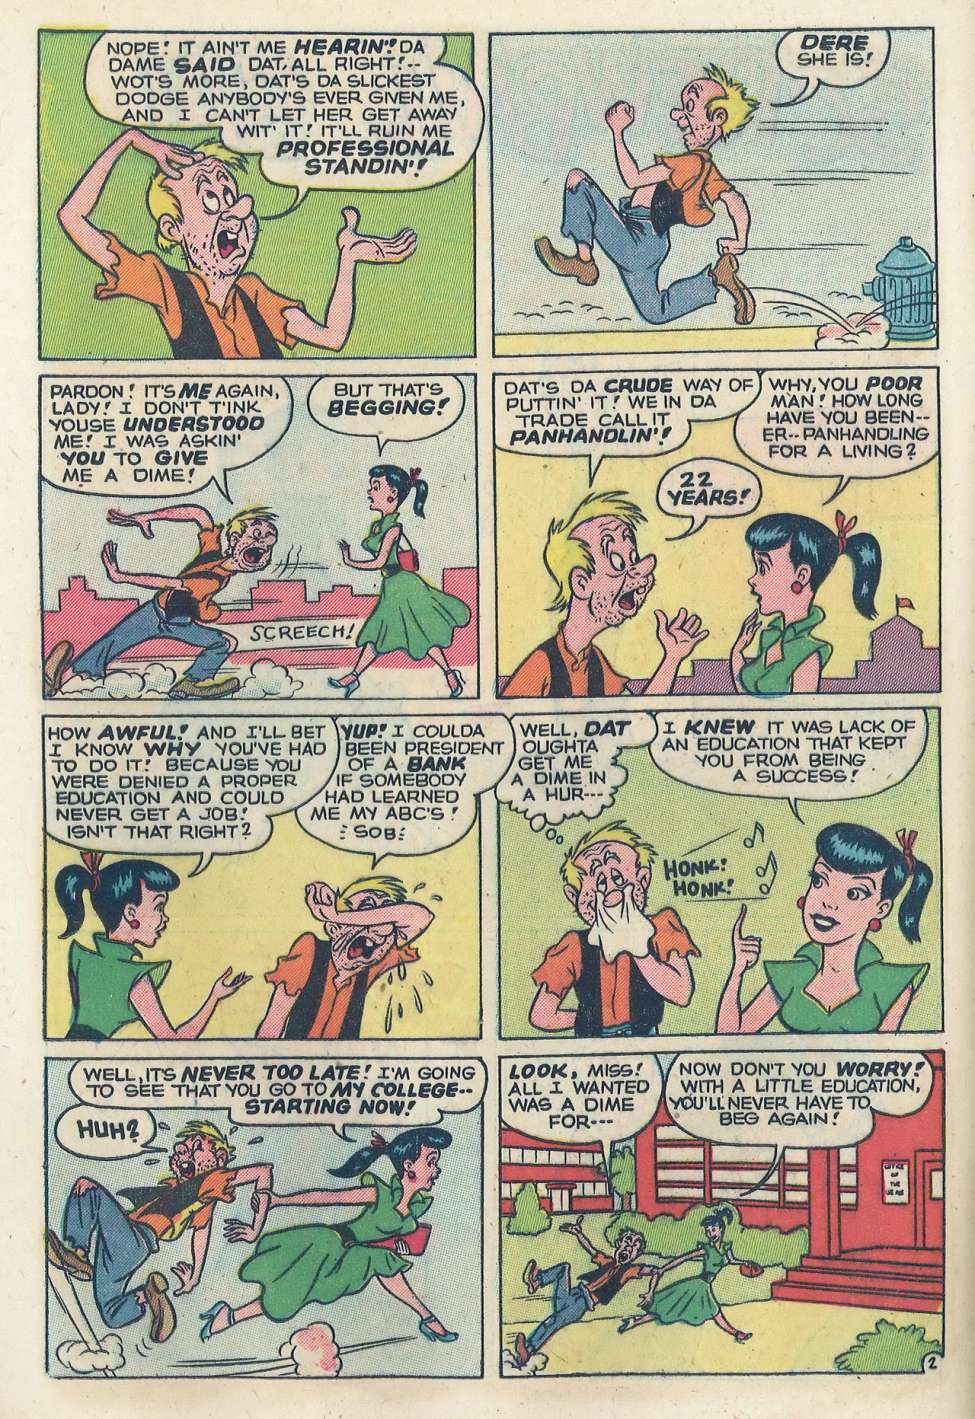 NOPE! IT AIN'T ME HEARIN'! DA
DAME SAID DAT, ALL RIGHT!--
WOT'S MORE, DAT'S DA SLICKEST
DODGE ANYBODY'S EVER GIVEN ME,
AND I CAN'T LET HER GET AWAY
WIT' IT! IT'LL RUIN ME
PROFESSIONAL
STANDIN'!
DERE
SHE IS!
PARDON! IT'S ME AGAIN,
LADY! I DON'T T'INK
YOUSE UNDERSTOOD
ME! I WAS ASKIN'
YOU TO GIVE
ME A DIME!
BUT THAT'S
BEGGING!
SCREECH!
DAT'S DA CRUDE WAY OF
PUTTIN' IT! WE IN DA
TRADE CALL IT
PANHANDLIN'!
WHY, YOU POOR
MAN! HOW LONG
HAVE YOU BEEN--
ER--PANHANDLING
FOR A LIVING?
22
YEARS!
HOW AWFUL! AND I'LL BET
I KNOW WHY YOU'VE HAD
TO DO IT! BECAUSE YOU
WERE DENIED A PROPER
EDUCATION AND COULD
NEVER GET A JOB!
ISN'T THAT RIGHT?
YUP! I COULDA
BEEN PRESIDENT
OF A BANK
IF SOMEBODY
HAD LEARNED
ME MY ABC'S!
SOB
WELL, DAT
OUGHTA
GET ME
A DIME IN
A HUR---
I KNEW IT WAS LACK OF
AN EDUCATION THAT KEPT
YOU FROM BEING
A SUCCESS!
HONK!
HONK!
WELL, IT'S NEVER TOO LATE! I'M GOING
TO SEE THAT YOU GO TO MY COLLEGE--
STARTING NOW!
HUH?
LOOK, MISS!
ALL I WANTED
WAS A DIME
FOR---
NOW DON'T YOU WORRY!
WITH A LITTLE EDUCATION,
YOU'LL NEVER HAVE TO
BEG AGAIN!
OFFICE
OF
THE
2